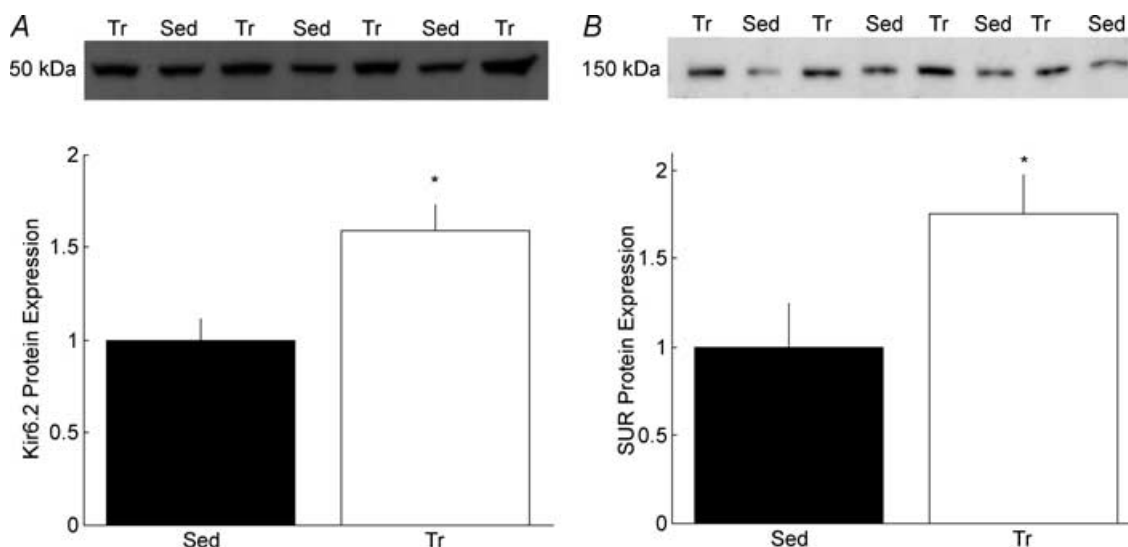 A
Tr Sed Tr Sed Tr Sed Tr
50 kDa
2
*
1.5
1
0.5
0
Kir6.2 Protein Expression
Sed Tr
B
Tr Sed Tr Sed Tr Sed Tr Sed
150 kDa
2
*
1.5
1
0.5
0
SUR Protein Expression
Sed Tr